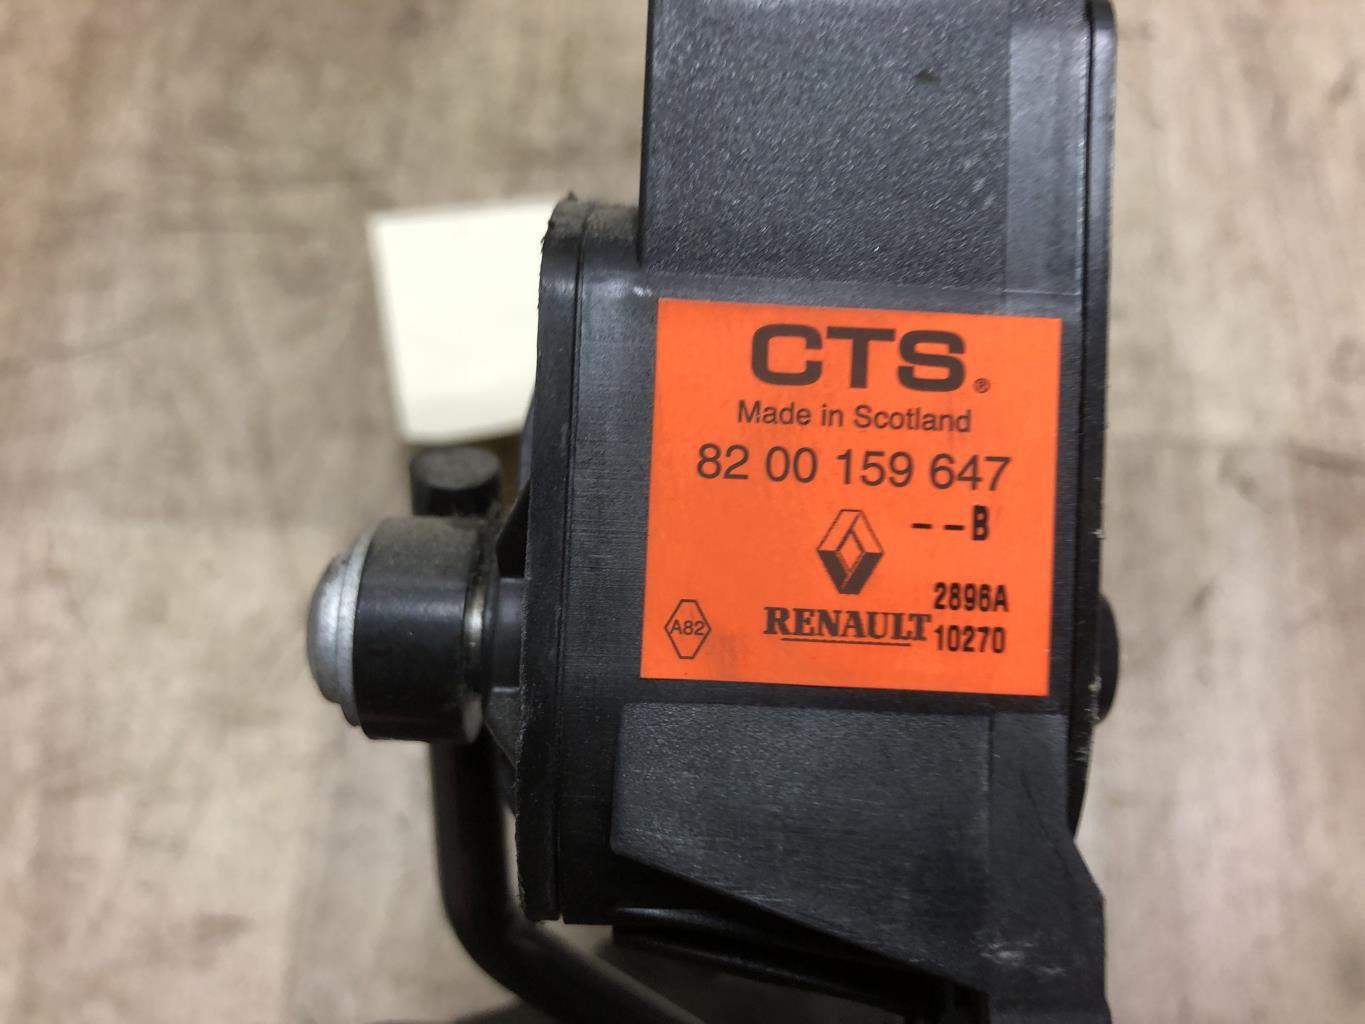 CTS®
Made in Scotland
82 00 159 647
--B
2896A
A82
RENAULT
10270